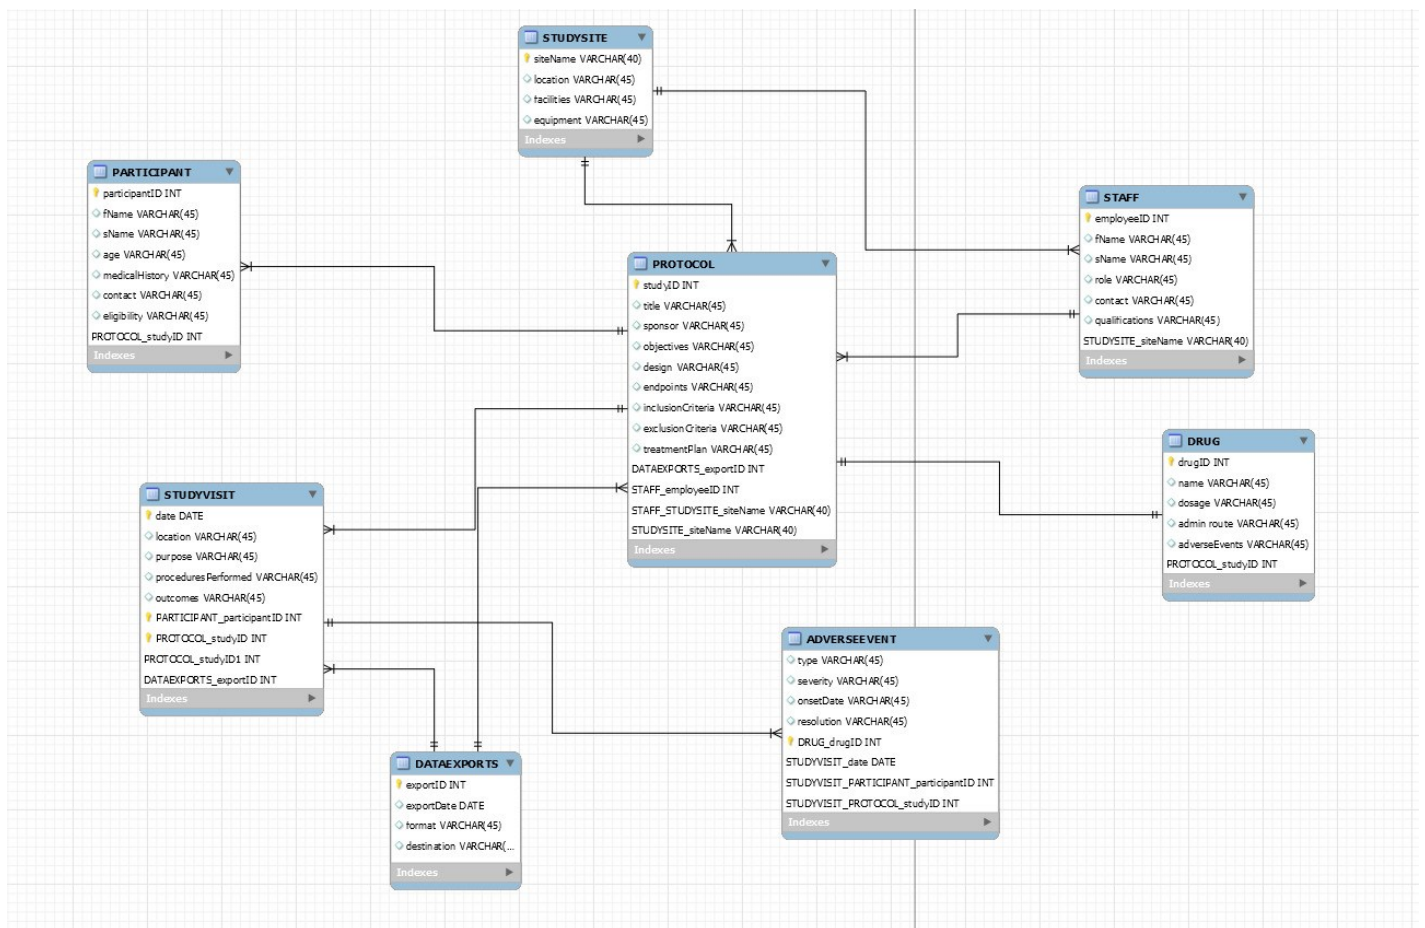 STUDYSITE
siteName VARCHAR(40)
location VARCHAR(45)
facilities VARCHAR(45)
equipment VARCHAR(45)
Indexes
PARTICIPANT
participantID INT
fName VARCHAR(45)
sName VARCHAR(45)
age VARCHAR(45)
medicalHistory VARCHAR(45)
contact VARCHAR(45)
eligibility VARCHAR(45)
PROTOCOL_studyID INT
Indexes
STAFF
employeeID INT
fName VARCHAR(45)
sName VARCHAR(45)
role VARCHAR(45)
contact VARCHAR(45)
qualifications VARCHAR(45)
STUDYSITE_siteName VARCHAR(40)
Indexes
PROTOCOL
studyID INT
title VARCHAR(45)
sponsor VARCHAR(45)
objectives VARCHAR(45)
design VARCHAR(45)
endpoints VARCHAR(45)
inclusionCriteria VARCHAR(45)
exclusionCriteria VARCHAR(45)
treatmentPlan VARCHAR(45)
DATAEXPORTS_exportID INT
STAFF_employeeID INT
STAFF_STUDYSITE_siteName VARCHAR(40)
STUDYSITE_siteName VARCHAR(40)
Indexes
DRUG
drugID INT
name VARCHAR(45)
dosage VARCHAR(45)
admin route VARCHAR(45)
adverseEvents VARCHAR(45)
PROTOCOL_studyID INT
Indexes
STUDYVISIT
date DATE
location VARCHAR(45)
purpose VARCHAR(45)
proceduresPerformed VARCHAR(45)
outcomes VARCHAR(45)
PARTICIPANT_participantID INT
PROTOCOL_studyID INT
PROTOCOL_studyID1 INT
DATAEXPORTS_exportID INT
Indexes
ADVERSEEVENT
type VARCHAR(45)
severity VARCHAR(45)
onsetDate VARCHAR(45)
resolution VARCHAR(45)
DRUG_drugID INT
STUDYVISIT_date DATE
STUDYVISIT_PARTICIPANT_participantID INT
STUDYVISIT_PROTOCOL_studyID INT
Indexes
DATAEXPORTS
exportID INT
exportDate DATE
format VARCHAR(45)
destination VARCHAR(...
Indexes